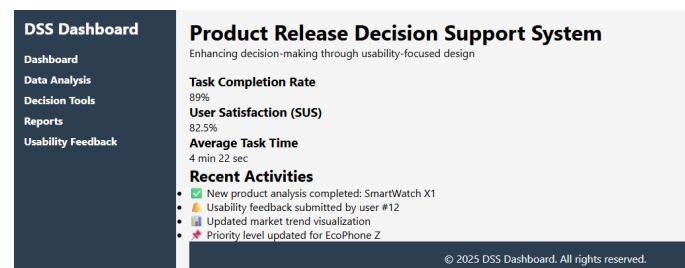 DSS Dashboard
Dashboard
Data Analysis
Decision Tools
Reports
Usability Feedback
Product Release Decision Support System
Enhancing decision-making through usability-focused design
Task Completion Rate
89%
User Satisfaction (SUS)
82.5%
Average Task Time
4 min 22 sec
Recent Activities
• ✅ New product analysis completed: SmartWatch X1
• 🔔 Usability feedback submitted by user #12
• 📊 Updated market trend visualization
• 📌 Priority level updated for EcoPhone Z
© 2025 DSS Dashboard. All rights reserved.